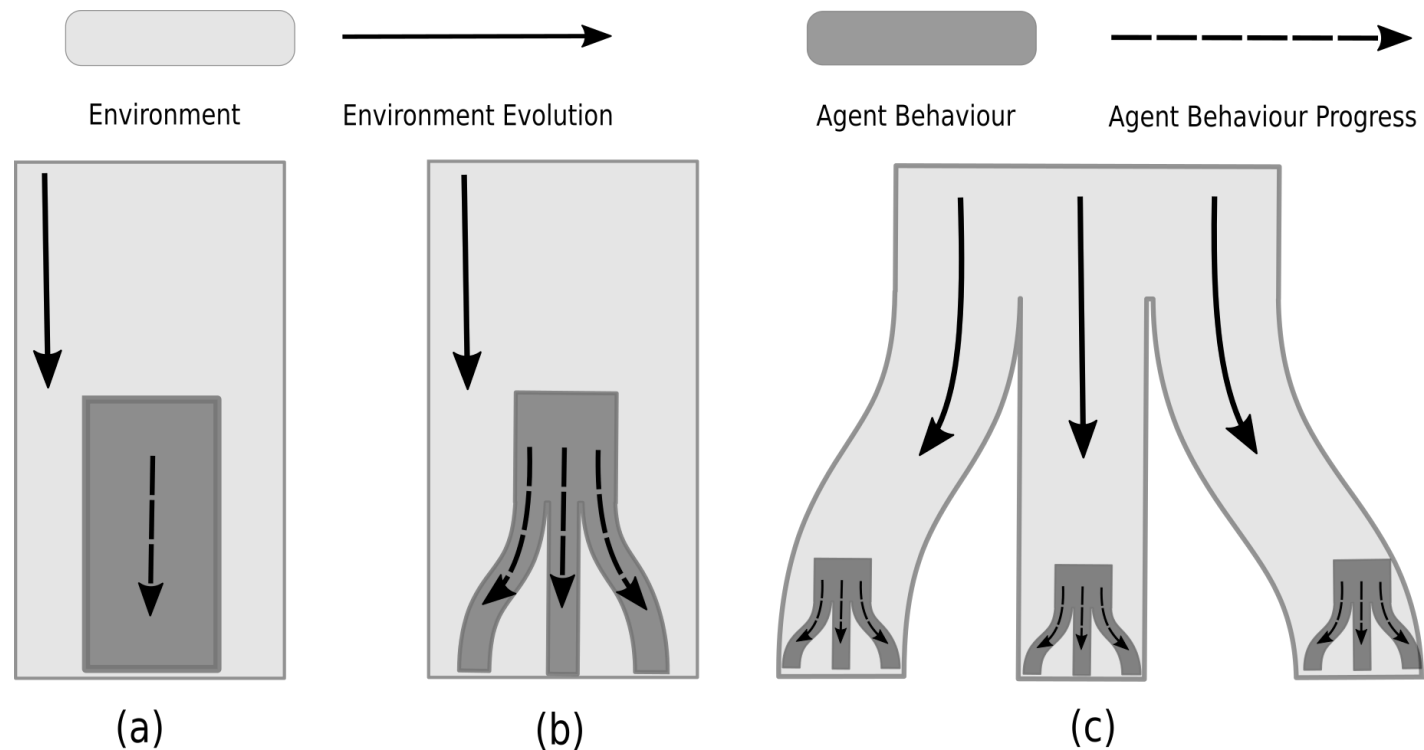 Environment
Environment Evolution
Agent Behaviour
Agent Behaviour Progress
(a)
(b)
(c)